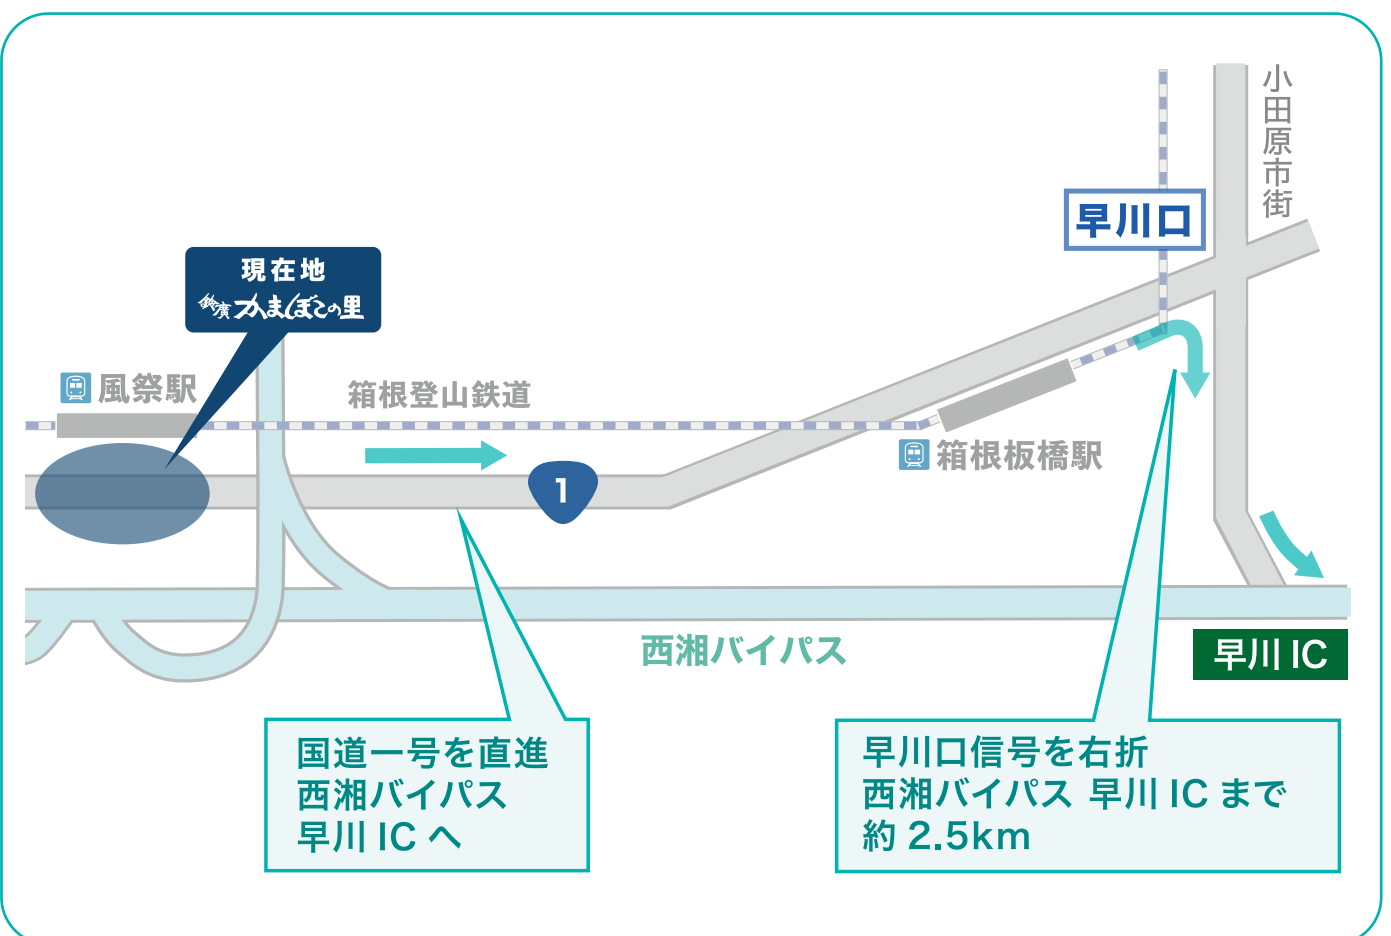 小田原市街
早川口
現在地
鈴廣かまぼこの里
風祭駅
箱根登山鉄道
箱根板橋駅
1
西湘バイパス
早川 IC
国道一号を直進
西湘バイパス
早川 IC へ
早川口信号を右折
西湘バイパス 早川 IC まで
約 2.5km